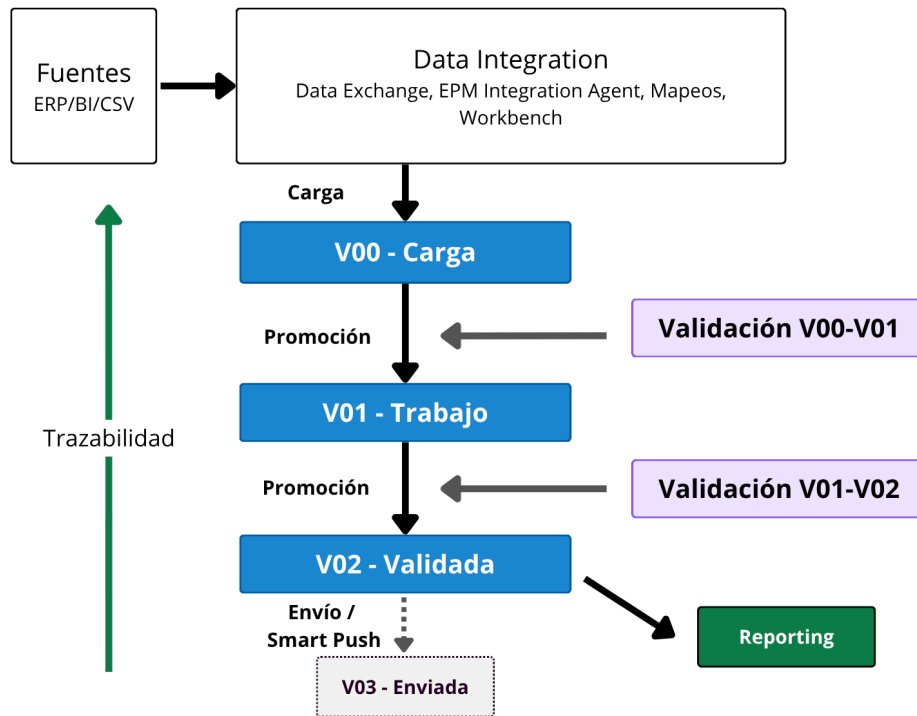 Fuentes
ERP/BI/CSV
Data Integration
Data Exchange, EPM Integration Agent, Mapeos,
Workbench
Carga
V00 - Carga
Promoción
Validación V00-V01
V01 - Trabajo
Trazabilidad
Promoción
Validación V01-V02
V02 - Validada
Envío /
Smart Push
Reporting
V03 - Enviada